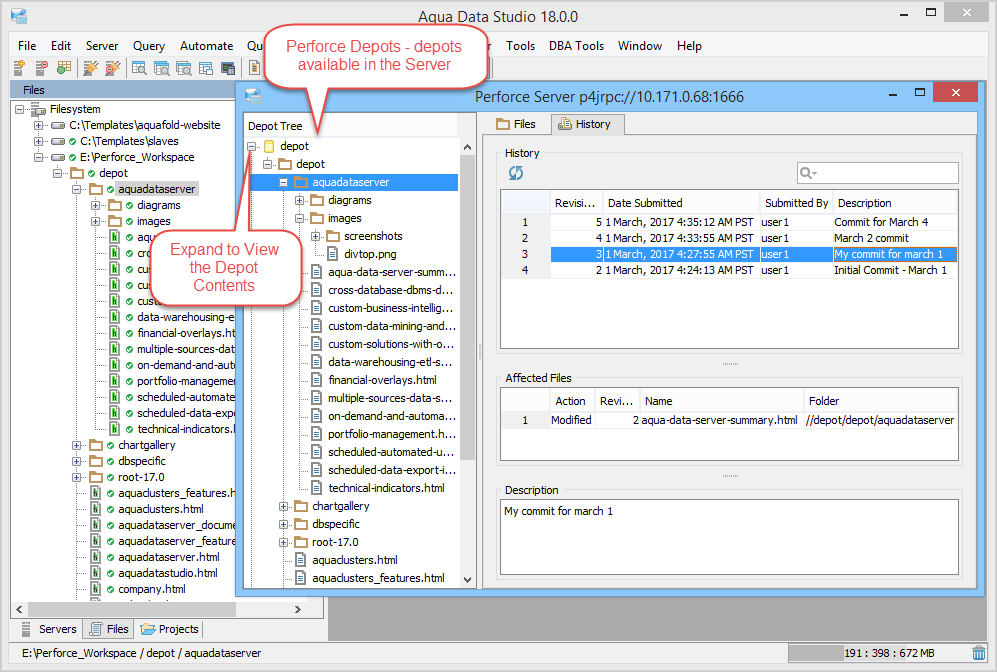 Aqua Data Studio 18.0.0
File Edit Server Query Automate Qu Tools DBA Tools Window Help
Perforce Depots - depots
available in the Server
Files
Filesystem
C:\Templates\aquafold-website
C:\Templates\slaves
E:\Perforce_Workspace
depot
aquadataserver
diagrams
images
data-warehousing-e
financial-overlays.ht
multiple-sources-dat
on-demand-and-auto
portfolio-managemen
scheduled-automate
scheduled-data-expo
technical-indicators.h
chartgallery
dbspecific
root-17.0
aquaclusters_features.h
aquaclusters.html
aquadataserver_docume
aquadataserver_feature
aquadataserver.html
aquadatastudio.html
company.html
Expand to View
the Depot
Contents
Servers Files Projects
E:\Perforce_Workspace / depot / aquadataserver
191 : 398 : 672 MB
Perforce Server p4jrpc://10.171.0.68:1666
Depot Tree
depot
depot
aquadataserver
diagrams
images
screenshots
divtop.png
aqua-data-server-summ...
cross-database-dbms-d...
custom-business-intellig...
custom-data-mining-and...
custom-solutions-with-o...
data-warehousing-etl-s...
financial-overlays.html
multiple-sources-data-s...
on-demand-and-automa...
portfolio-management.h...
scheduled-automated-u...
scheduled-data-export-i...
technical-indicators.html
chartgallery
dbspecific
root-17.0
aquaclusters.html
aquaclusters_features.html
Files History
History
Revisi... Date Submitted Submitted By Description
1 5 1 March, 2017 4:35:12 AM PST user1 Commit for March 4
2 4 1 March, 2017 4:33:55 AM PST user1 March 2 commit
3 3 1 March, 2017 4:27:55 AM PST user1 My commit for march 1
4 2 1 March, 2017 4:24:13 AM PST user1 Initial Commit - March 1
Affected Files
Action Revi... Name Folder
1 Modified 2 aqua-data-server-summary.html //depot/depot/aquadataserver
Description
My commit for march 1